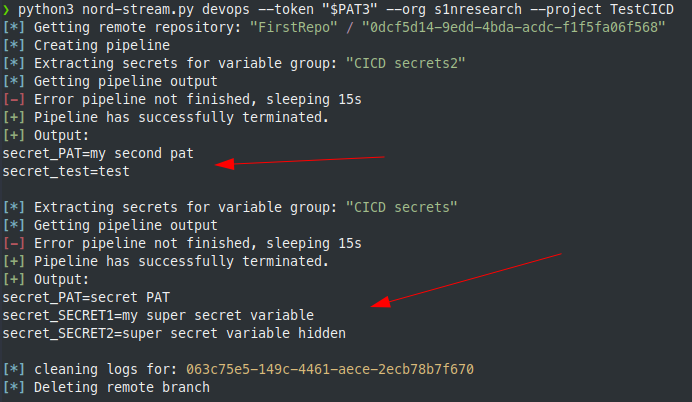 ❯ python3 nord-stream.py devops --token "$PAT3" --org s1nresearch --project TestCICD
[*] Getting remote repository: "FirstRepo" / "0dcf5d14-9edd-4bda-acdc-f1f5fa06f568"
[*] Creating pipeline
[*] Extracting secrets for variable group: "CICD secrets2"
[*] Getting pipeline output
[-] Error pipeline not finished, sleeping 15s
[+] Pipeline has successfully terminated.
[+] Output:
secret_PAT=my second pat
secret_test=test
[*] Extracting secrets for variable group: "CICD secrets"
[*] Getting pipeline output
[-] Error pipeline not finished, sleeping 15s
[+] Pipeline has successfully terminated.
[+] Output:
secret_PAT=secret PAT
secret_SECRET1=my super secret variable
secret_SECRET2=super secret variable hidden
[*] cleaning logs for: 063c75e5-149c-4461-aece-2ecb78b7f670
[*] Deleting remote branch